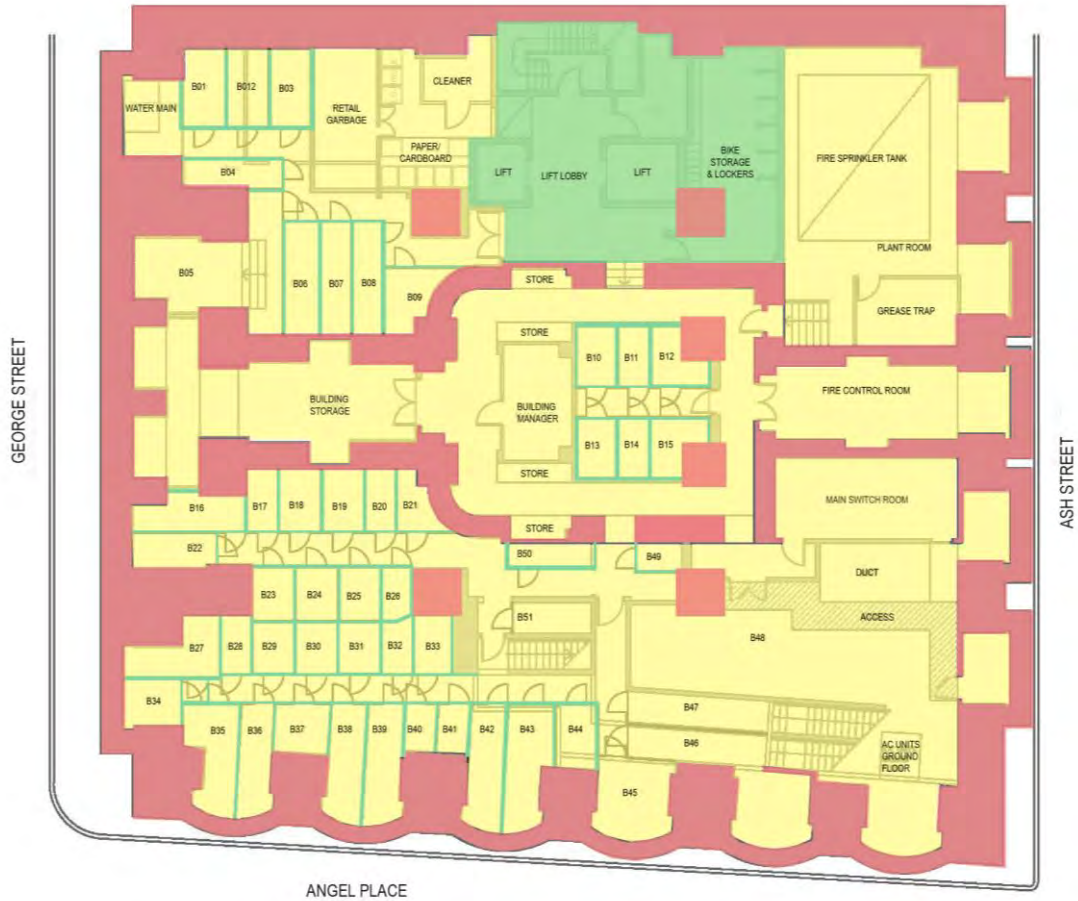 CLEANER
B01
B012
B03
WATER MAIN
RETAIL
GARBAGE
PAPER/
CARDBOARD
B04
LIFT
LIFT LOBBY
LIFT
BIKE
STORAGE
& LOCKERS
FIRE SPRINKLER TANK
PLANT ROOM
B05
B06
B07
B08
B09
STORE
GREASE TRAP
STORE
B10
B11
B12
BUILDING
STORAGE
BUILDING
MANAGER
FIRE CONTROL ROOM
B13
B14
B15
STORE
GEORGE STREET
ASH STREET
B16
B17
B18
B19
B20
B21
MAIN SWITCH ROOM
STORE
B22
B50
B49
DUCT
B23
B24
B25
B26
B51
ACCESS
B27
B28
B29
B30
B31
B32
B33
B48
B34
B35
B36
B37
B38
B39
B40
B41
B42
B43
B44
B47
B46
AC UNITS
GROUND
FLOOR
B45
ANGEL PLACE